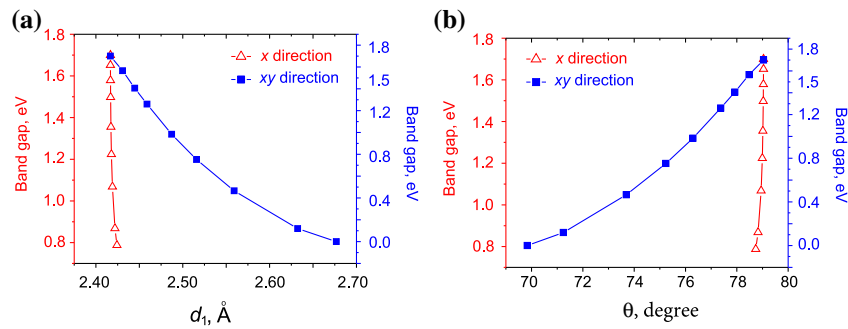 (a)
x direction
xy direction
Band gap, eV
1.8
1.6
1.4
1.2
1.0
0.8
1.8
1.5
1.2
0.8
0.4
0.0
Band gap, eV
2.40
2.50
2.60
2.70
d₁, Å
(b)
x direction
xy direction
Band gap, eV
1.8
1.6
1.4
1.2
1.0
0.8
1.8
1.5
1.2
0.8
0.4
0.0
Band gap, eV
70
72
74
76
78
80
θ, degree